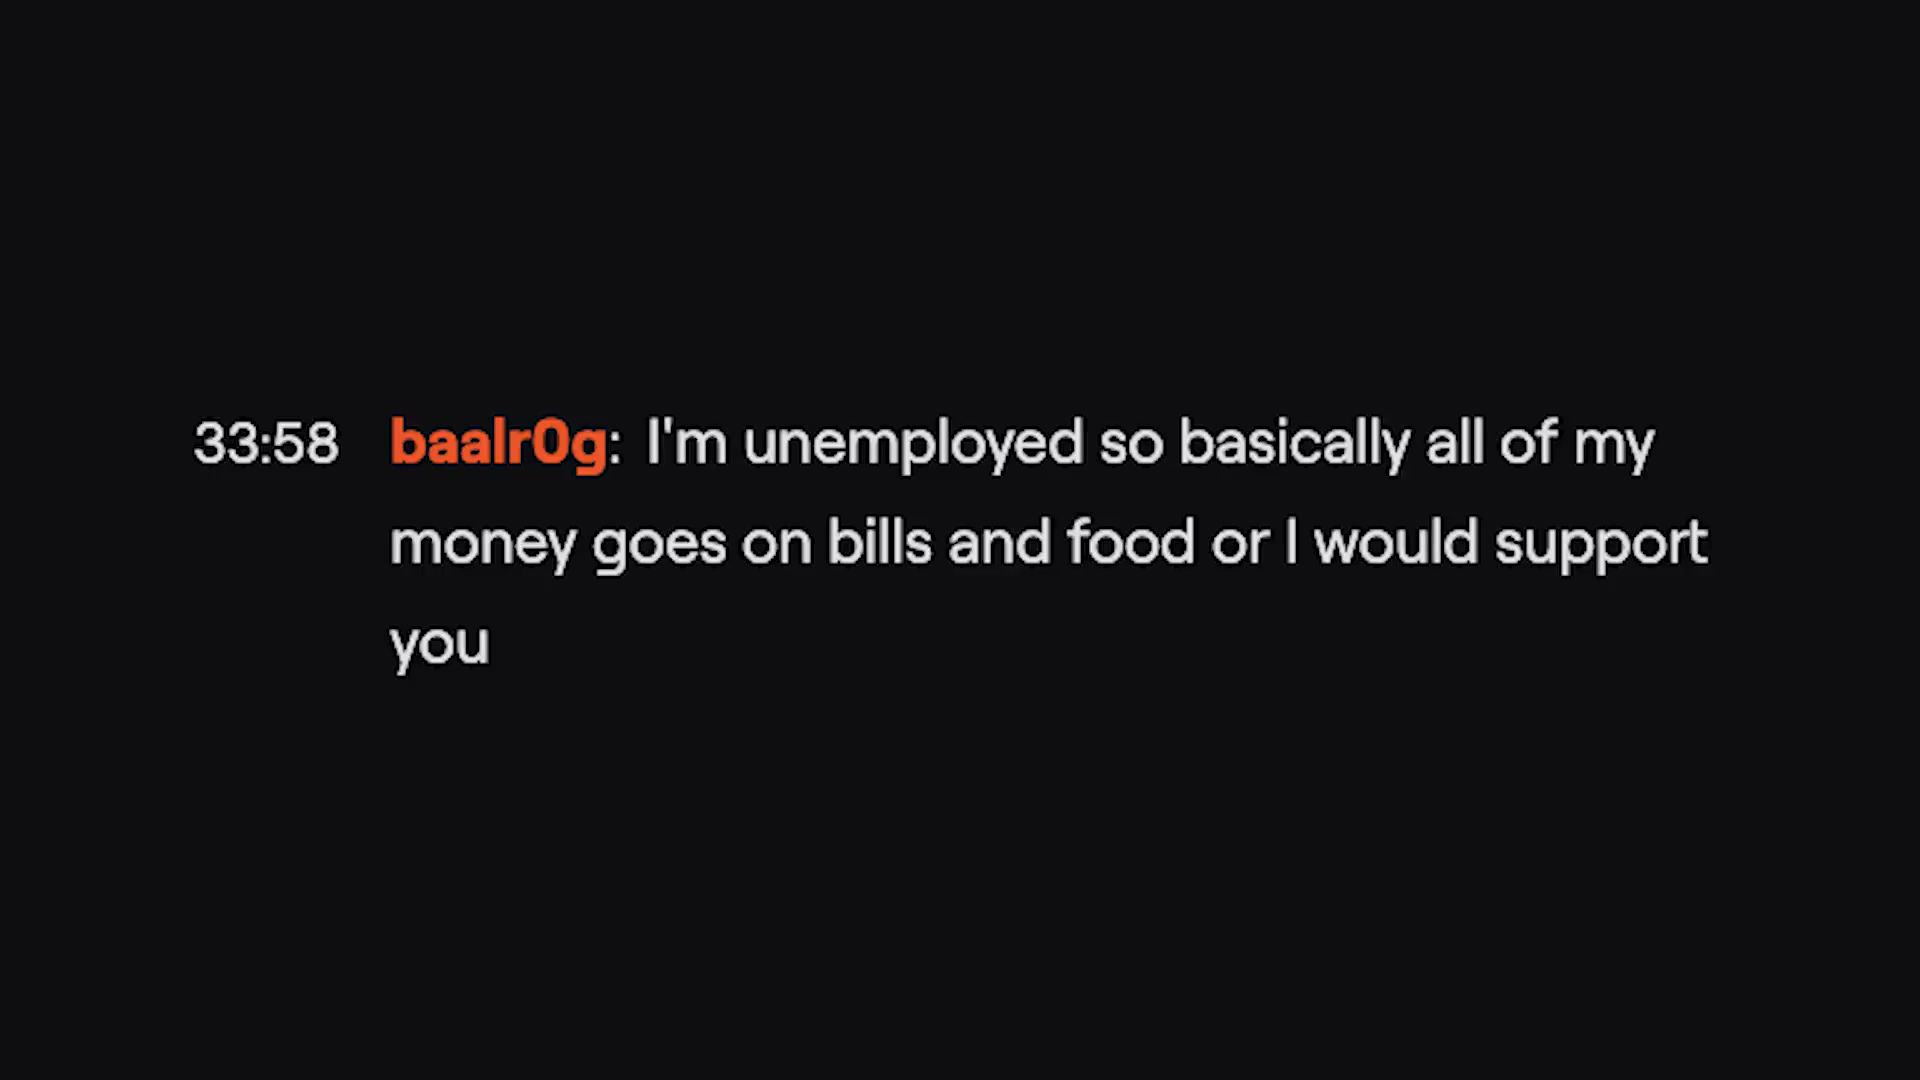 33:58 baalr0g: I'm unemployed so basically all of my
money goes on bills and food or I would support
you